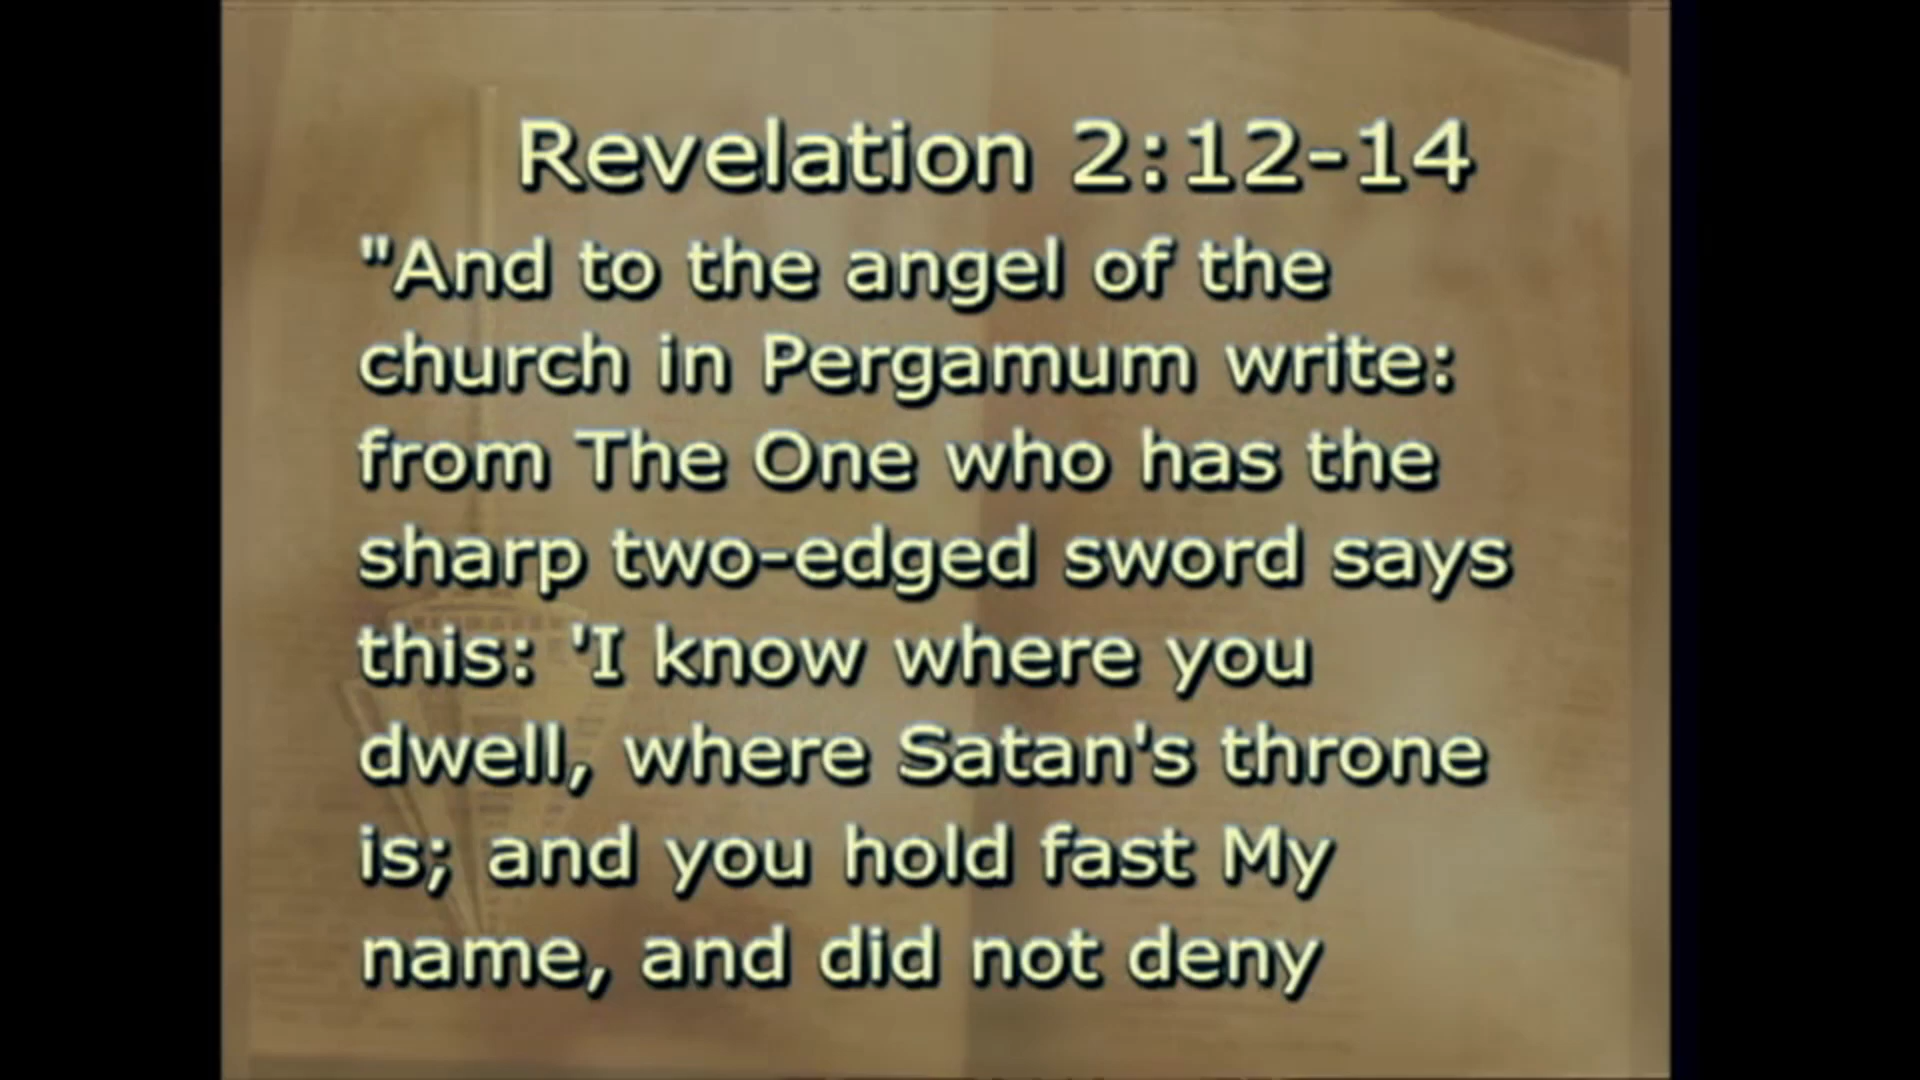 Revelation 2:12-14
"And to the angel of the
church in Pergamum write:
from The One who has the
sharp two-edged sword says
this: 'I know where you
dwell, where Satan's throne
is; and you hold fast My
name, and did not deny